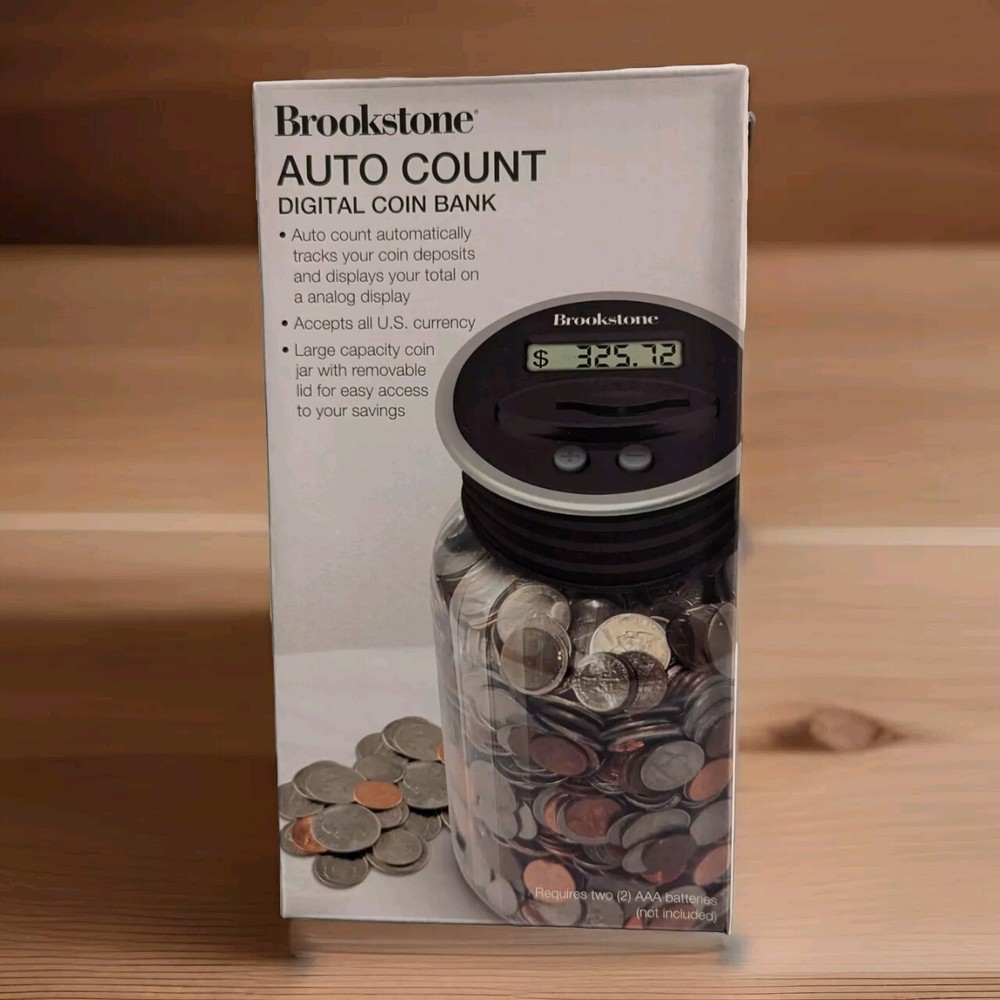 Brookstone®
AUTO COUNT
DIGITAL COIN BANK
• Auto count automatically
tracks your coin deposits
and displays your total on
a analog display
• Accepts all U.S. currency
• Large capacity coin
jar with removable
lid for easy access
to your savings
Brookstone
$ 325.72
+ −
Requires two (2) AAA batteries
(not included)